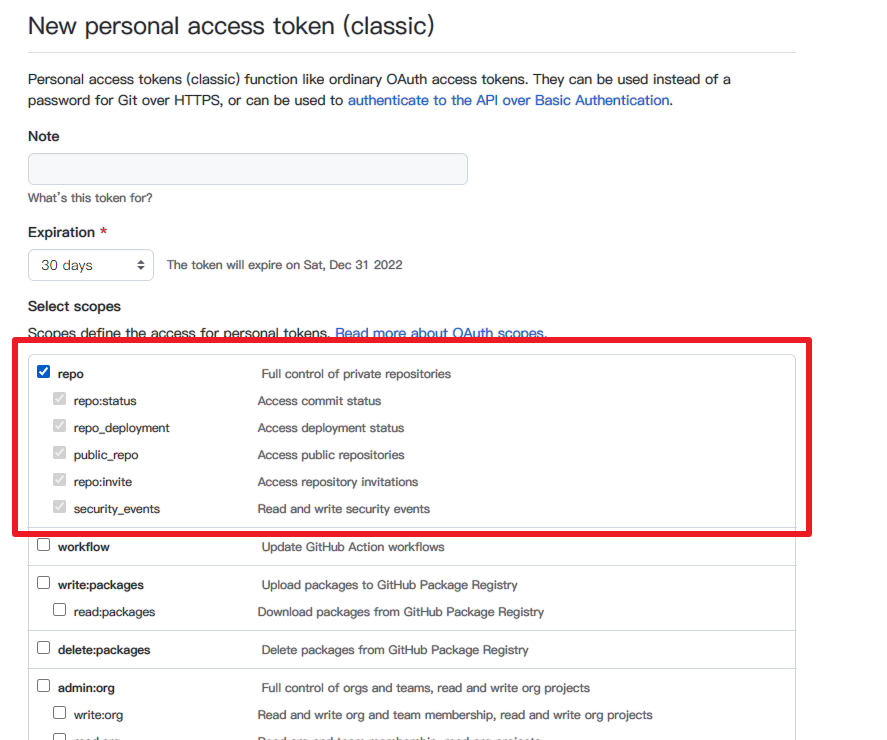 New personal access token (classic)
Personal access tokens (classic) function like ordinary OAuth access tokens. They can be used instead of a
password for Git over HTTPS, or can be used to authenticate to the API over Basic Authentication.
Note
What's this token for?
Expiration *
30 days The token will expire on Sat, Dec 31 2022
Select scopes
Scopes define the access for personal tokens. Read more about OAuth scopes.
repo Full control of private repositories
repo:status Access commit status
repo_deployment Access deployment status
public_repo Access public repositories
repo:invite Access repository invitations
security_events Read and write security events
workflow Update GitHub Action workflows
write:packages Upload packages to GitHub Package Registry
read:packages Download packages from GitHub Package Registry
delete:packages Delete packages from GitHub Package Registry
admin:org Full control of orgs and teams, read and write org projects
write:org Read and write org and team membership, read and write org projects